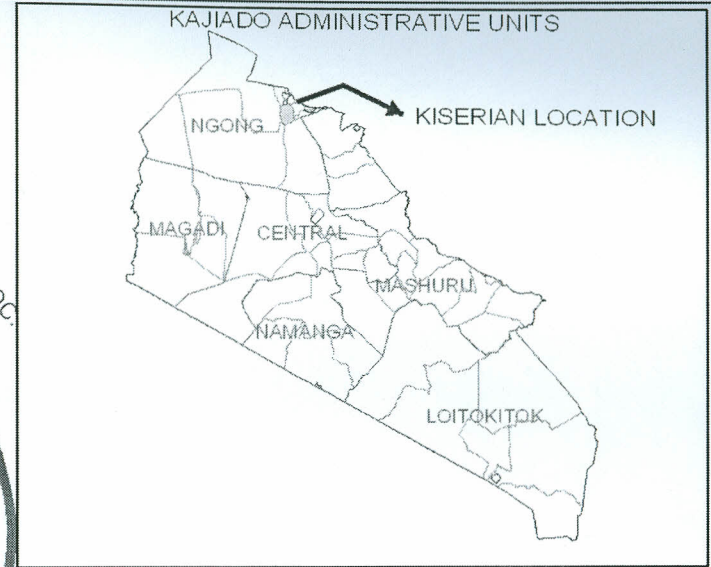 KAJIADO ADMINISTRATIVE UNITS
KISERIAN LOCATION
NGONG
MAGADI
CENTRAL
MASHURU
NAMANGA
LOITOKITOK